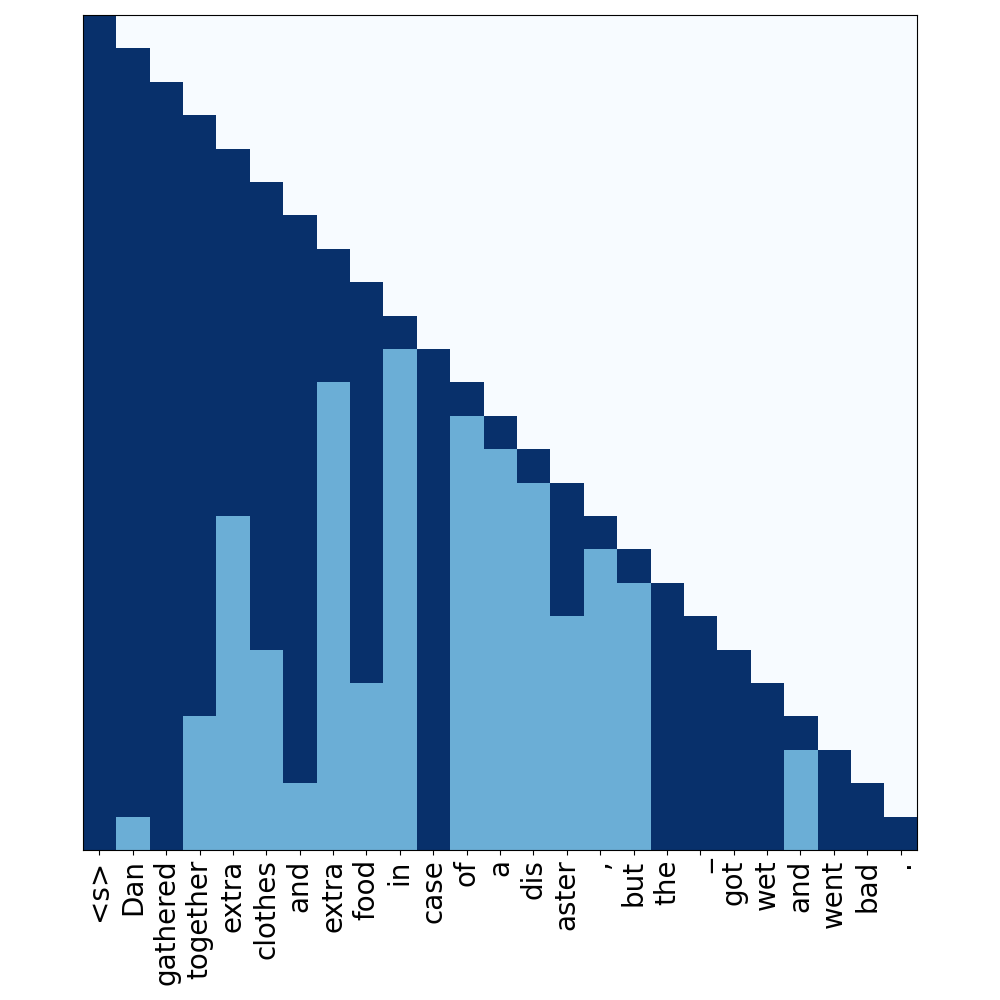 <s>
Dan
gathered
together
extra
clothes
and
extra
food
in
case
of
a
dis
aster
,
but
the
_
got
wet
and
went
bad
.